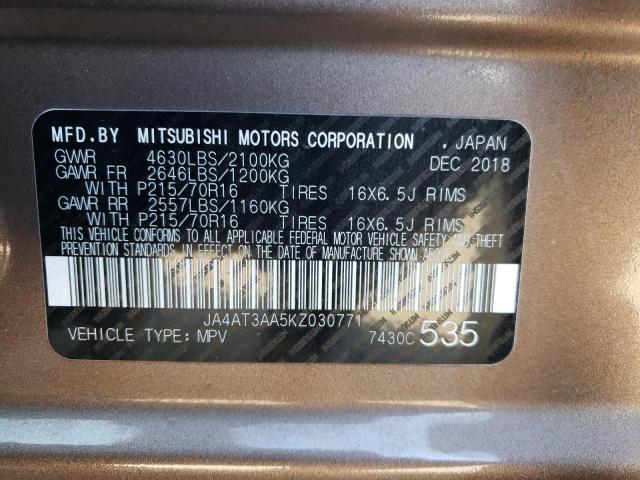 MFD.BY MITSUBISHI MOTORS CORPORATION , JAPAN
GVWR 4630LBS/2100KG DEC 2018
GAWR FR 2646LBS/1200KG
WITH P215/70R16 TIRES 16X6.5J RIMS
GAWR RR 2557LBS/1160KG
WITH P215/70R16 TIRES 16X6.5J RIMS
THIS VEHICLE CONFORMS TO ALL APPLICABLE FEDERAL MOTOR VEHICLE SAFETY AND THEFT
PREVENTION STANDARDS IN EFFECT ON THE DATE OF MANUFACTURE SHOWN ABOVE.
JA4AT3AA5KZ030771
VEHICLE TYPE:MPV 7430C 535